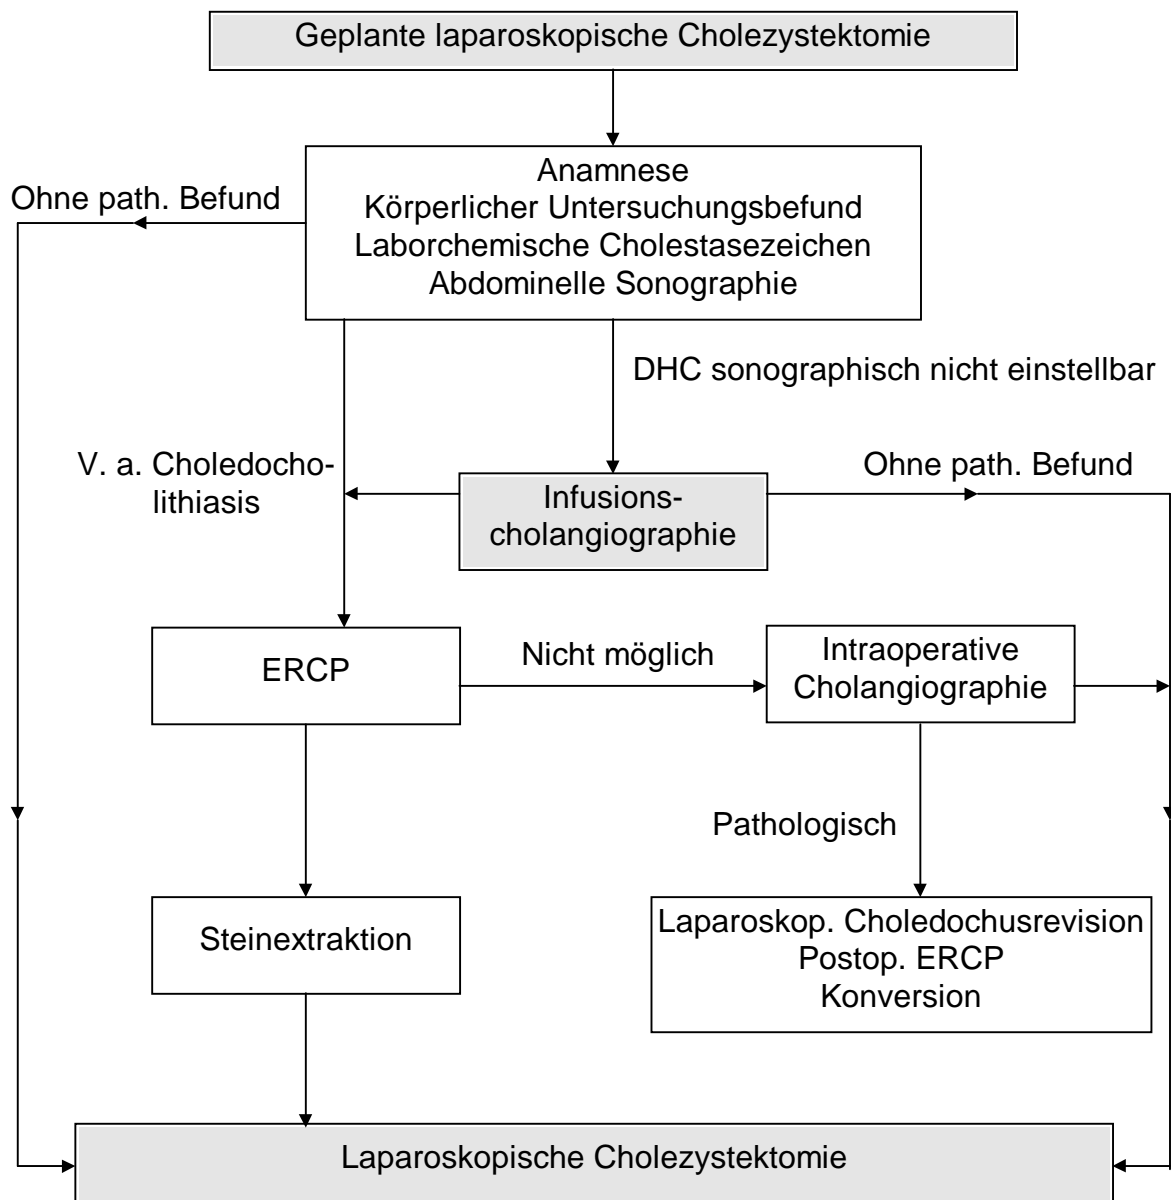 Geplante laparoskopische Cholezystektomie
Anamnese
Körperlicher Untersuchungsbefund
Laborchemische Cholestasezeichen
Abdominelle Sonographie
Ohne path. Befund
DHC sonographisch nicht einstellbar
V. a. Choledocho-
lithiasis
Infusions-
cholangiographie
Ohne path. Befund
ERCP
Nicht möglich
Intraoperative
Cholangiographie
Pathologisch
Steinextraktion
Laparoskop. Choledochusrevision
Postop. ERCP
Konversion
Laparoskopische Cholezystektomie